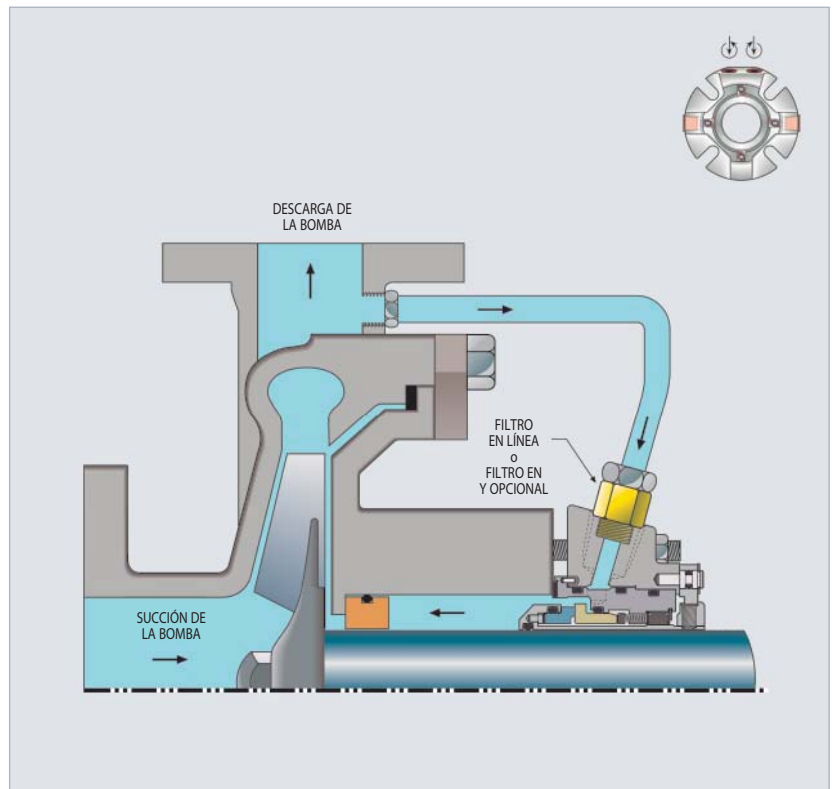 DESCARGA DE
LA BOMBA
FILTRO
EN LÍNEA
o
FILTRO EN
Y OPCIONAL
SUCCIÓN DE
LA BOMBA